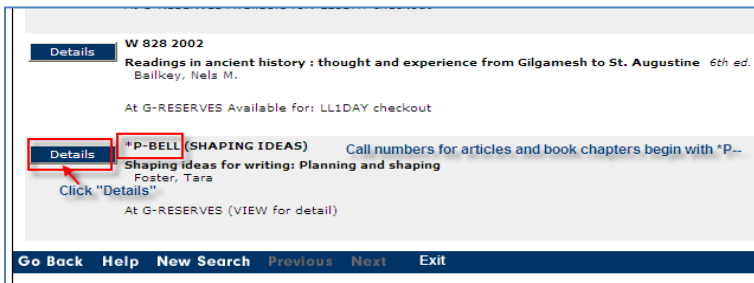 Details
W 828 2002
Readings in ancient history : thought and experience from Gilgamesh to St. Augustine 6th ed.
Bailkey, Nels M.
At G-RESERVES Available for: LL1DAY checkout
Details
*P-BELL (SHAPING IDEAS)
Call numbers for articles and book chapters begin with *P--
Shaping ideas for writing: Planning and shaping
Foster, Tara
Click "Details"
At G-RESERVES (VIEW for detail)
Go Back Help New Search Previous Next Exit